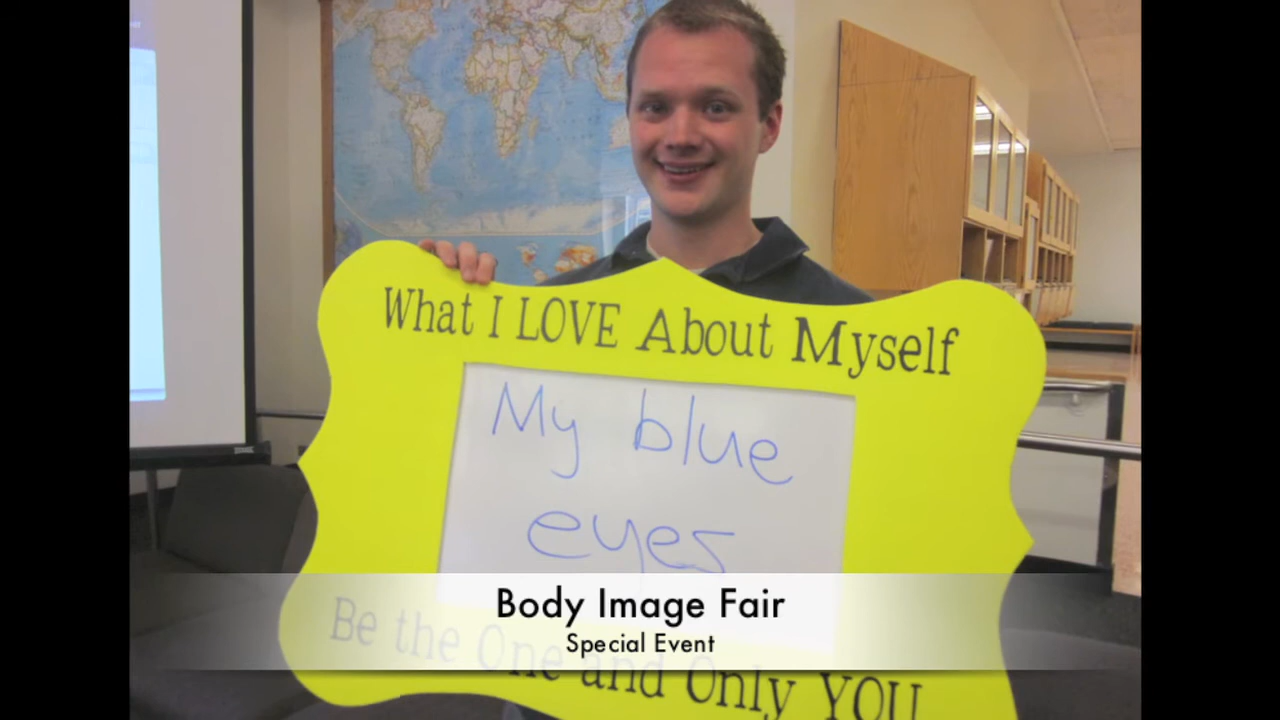 What I LOVE About Myself
My blue
eyes
Body Image Fair
Special Event
Be the One and Only YOU